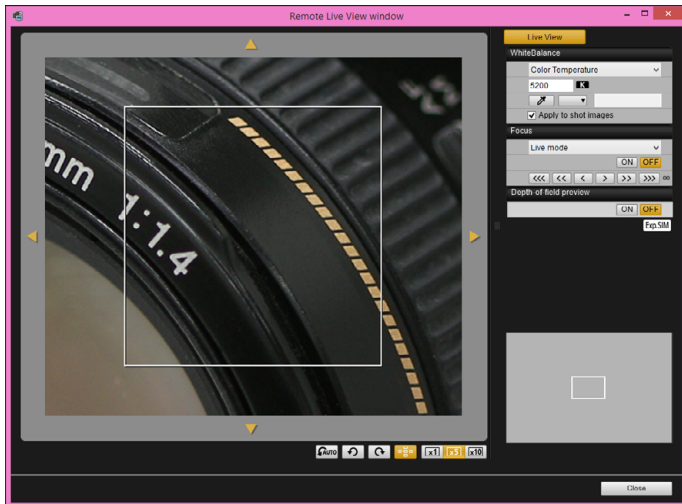 Remote Live View window
Live View
WhiteBalance
Color Temperature
5200 K
Apply to shot images
Focus
Live mode
ON OFF
<<< << < > >> >>> ∞
Depth of field preview
ON OFF
Exp.SIM
AF
mm 1:1.4
AUTO x1 x5 x10
Close